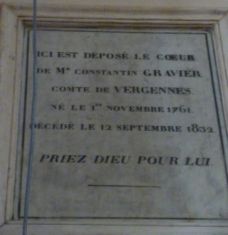 ICI EST DÉPOSÉ LE CŒUR
DE Mr CONSTANTIN GRAVIER
COMTE DE VERGENNES
NÉ LE 1er NOVEMBRE 1761
DÉCÉDÉ LE 12 SEPTEMBRE 1832
PRIEZ DIEU POUR LUI